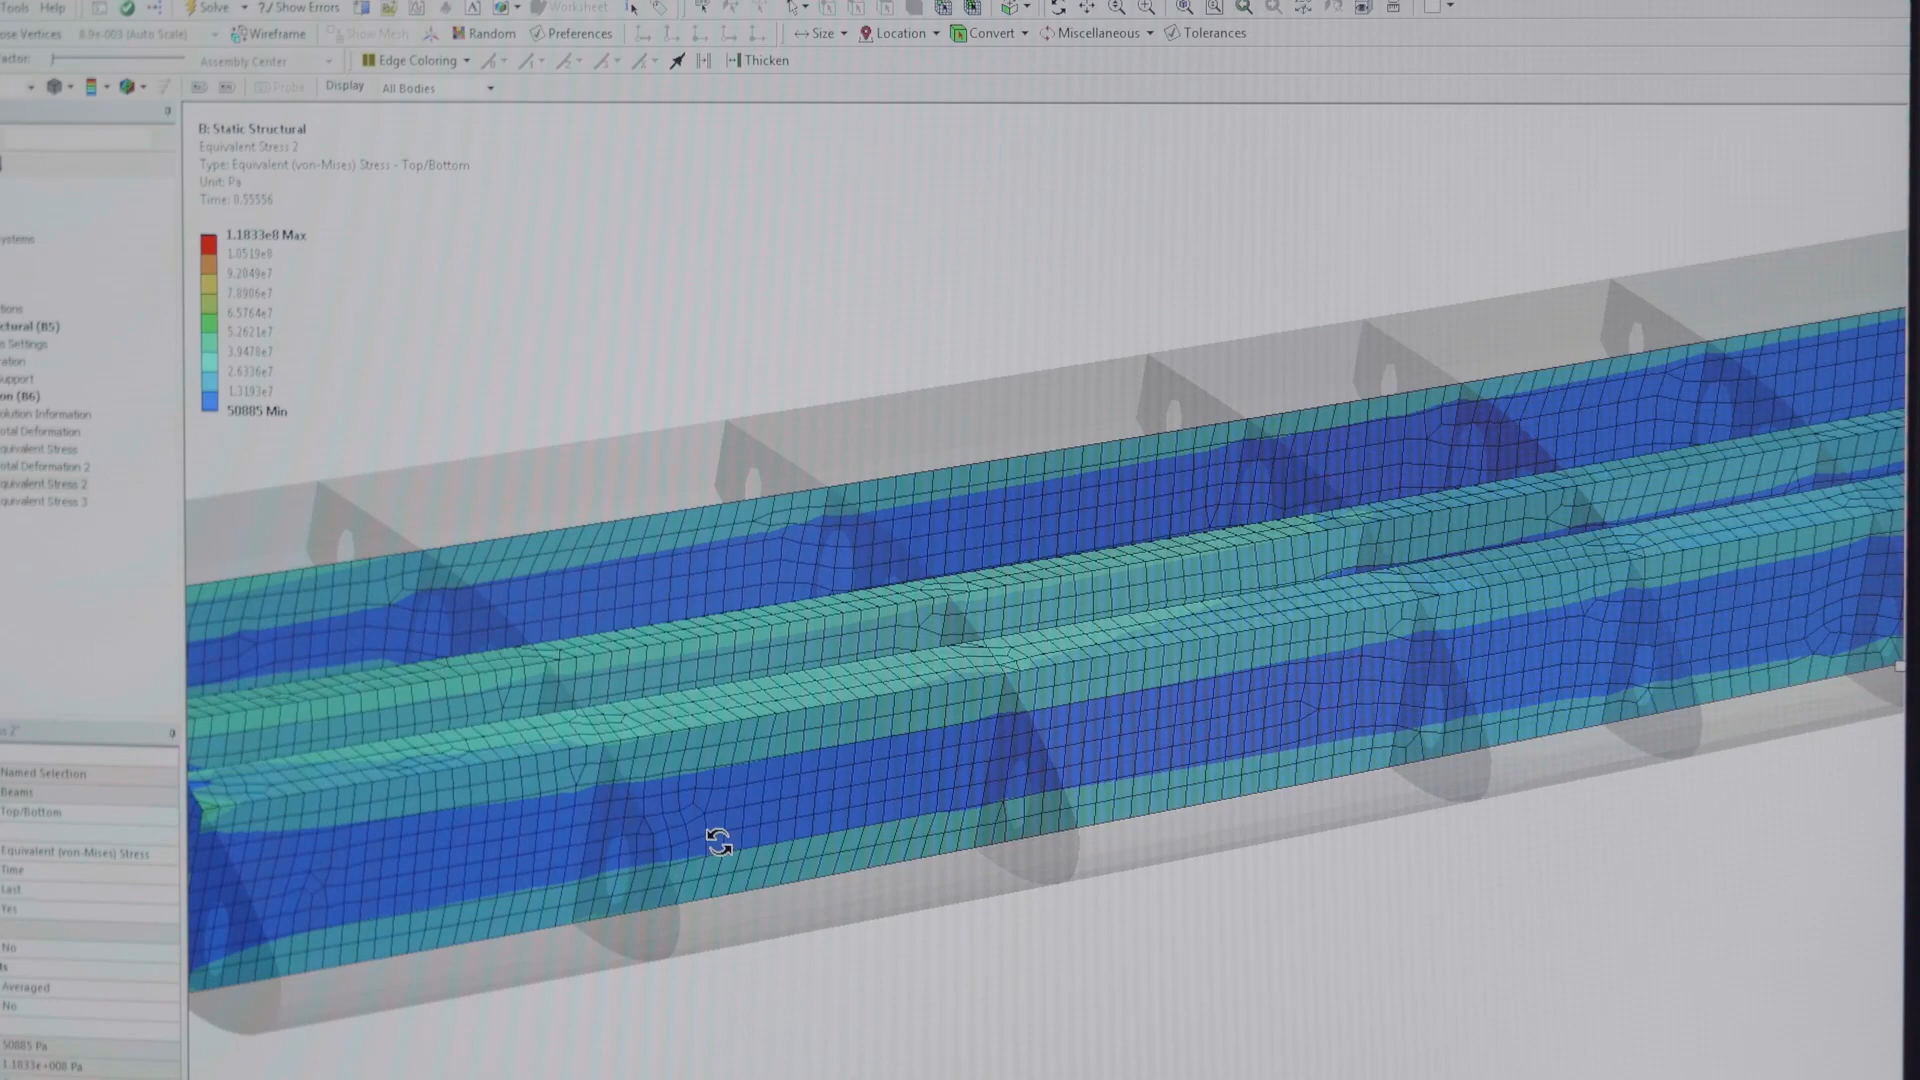 Tools Help Solve ?/ Show Errors Worksheet
ose Vertices 8.9e-003 (Auto Scale) Wireframe Show Mesh Random Preferences Size Location Convert Miscellaneous Tolerances
actor: Assembly Center Edge Coloring Thicken
Probe Display All Bodies
B: Static Structural
Equivalent Stress 2
Type: Equivalent (von-Mises) Stress - Top/Bottom
Unit: Pa
Time: 0.55556
1.1833e8 Max
1.0519e8
9.2049e7
7.8906e7
6.5764e7
5.2621e7
3.9478e7
2.6336e7
1.3193e7
50885 Min
ystems
tions
ctural (B5)
s Settings
ration
upport
on (B6)
olution Information
otal Deformation
quivalent Stress
otal Deformation 2
quivalent Stress 2
quivalent Stress 3
s 2"
Named Selection
Beams
Top/Bottom
Equivalent (von-Mises) Stress
Time
Last
Yes
No
ts
Averaged
No
50885 Pa
1.1833e+008 Pa